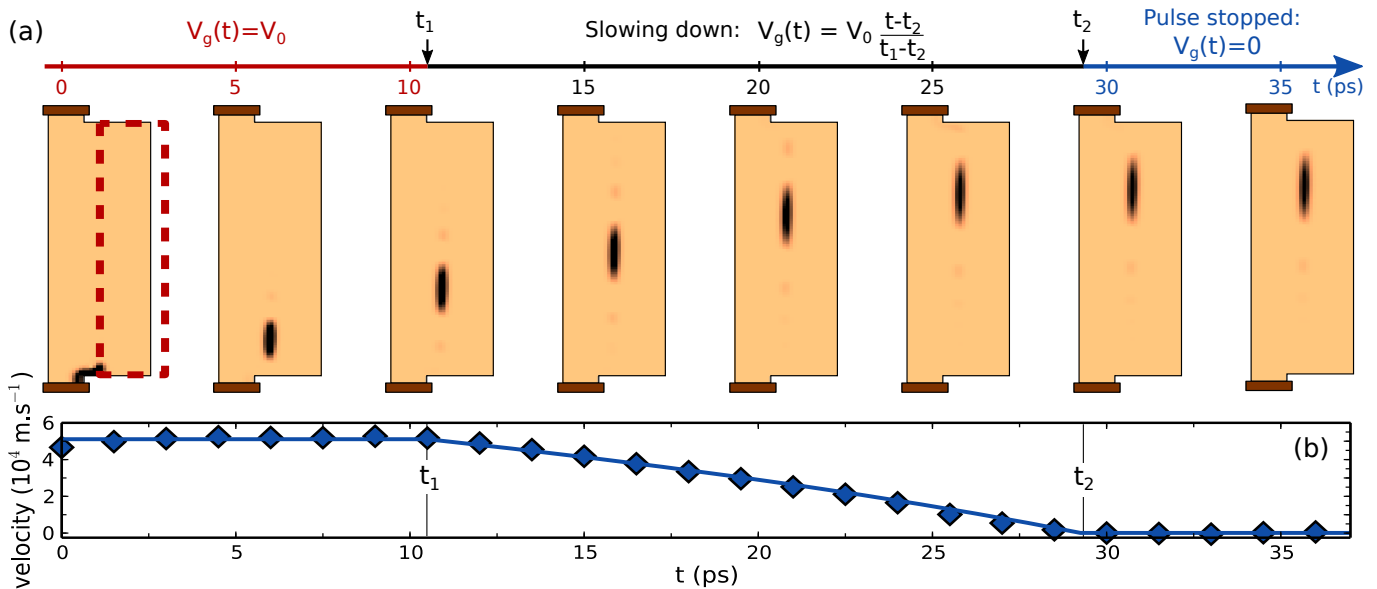 (a)
V_g(t)=V_0
t_1
Slowing down: V_g(t) = V_0 (t-t_2)/(t_1-t_2)
t_2
Pulse stopped:
V_g(t)=0
0 5 10 15 20 25 30 35 t (ps)
velocity (10^4 m.s^−1)
6
4
2
0
t_1
t_2
(b)
0 5 10 15 20 25 30 35
t (ps)